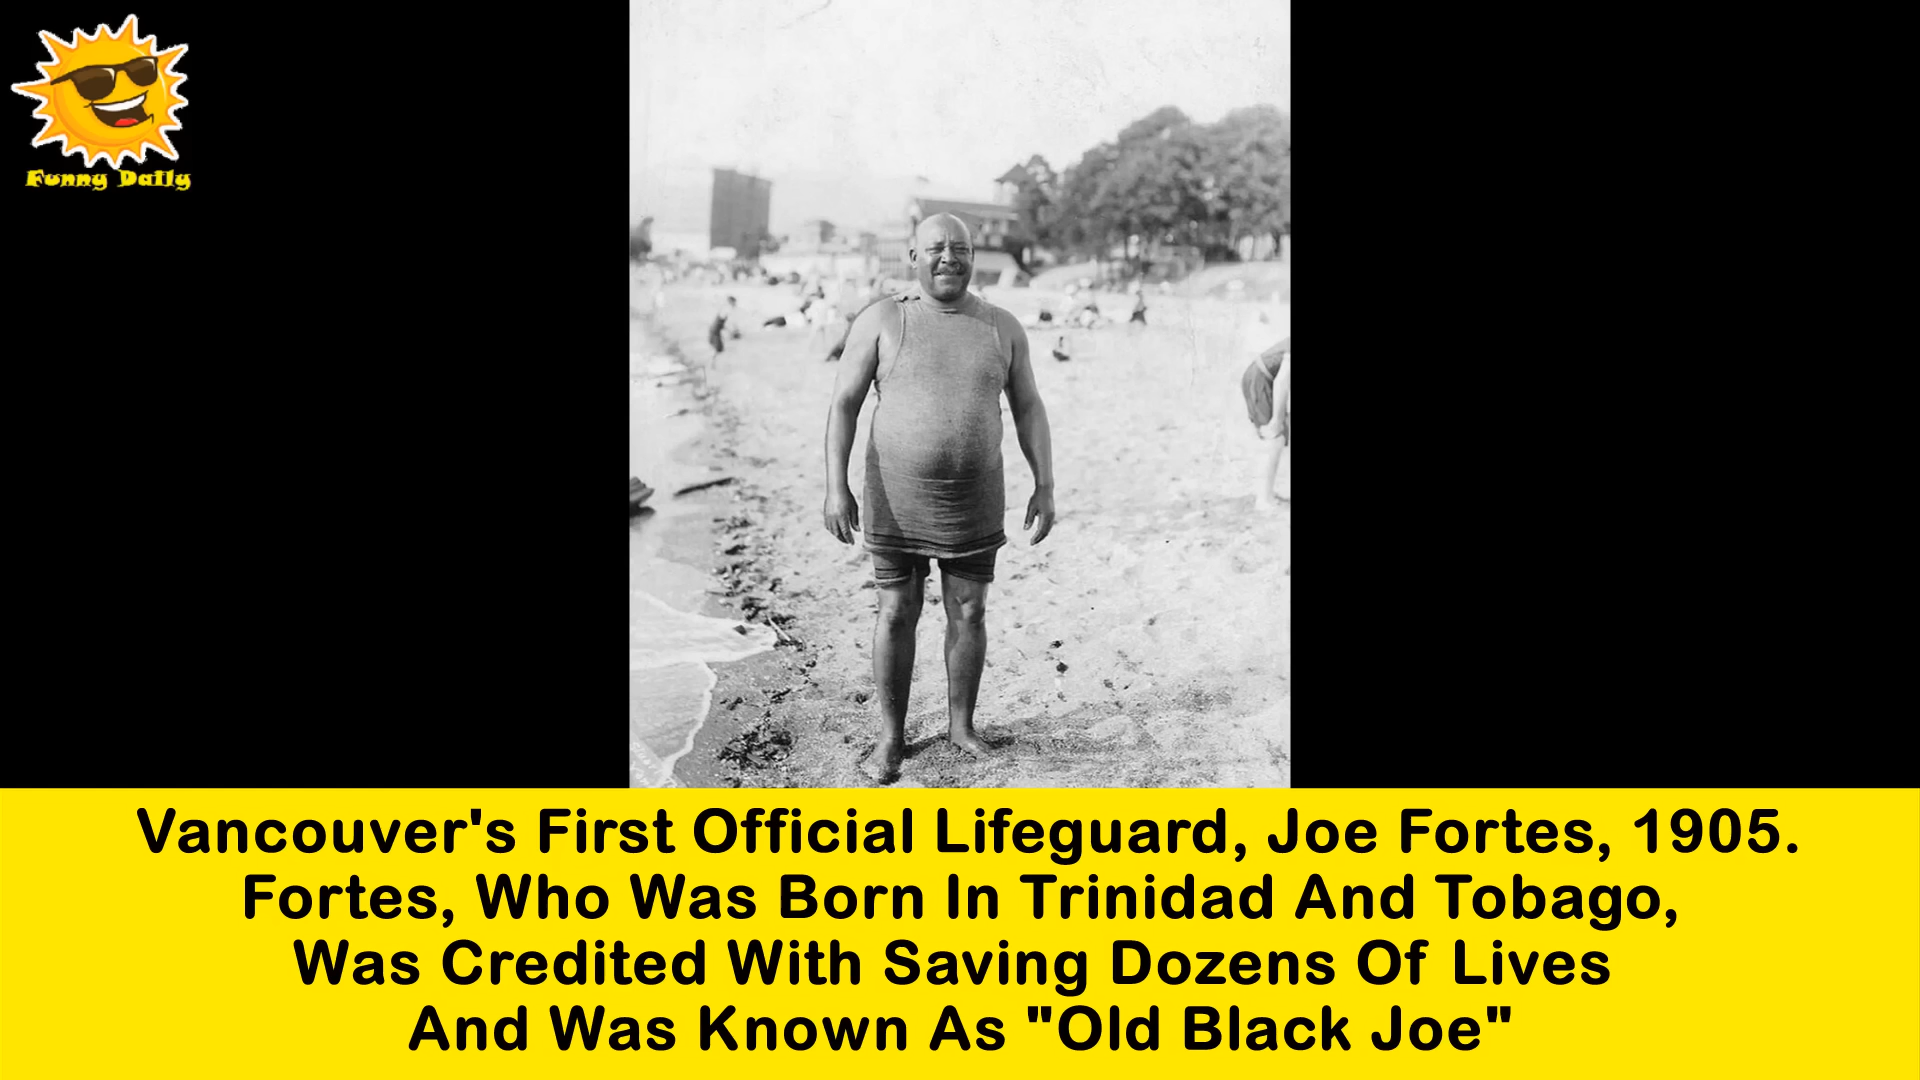 Funny Daily
Vancouver's First Official Lifeguard, Joe Fortes, 1905.
Fortes, Who Was Born In Trinidad And Tobago,
Was Credited With Saving Dozens Of Lives
And Was Known As "Old Black Joe"